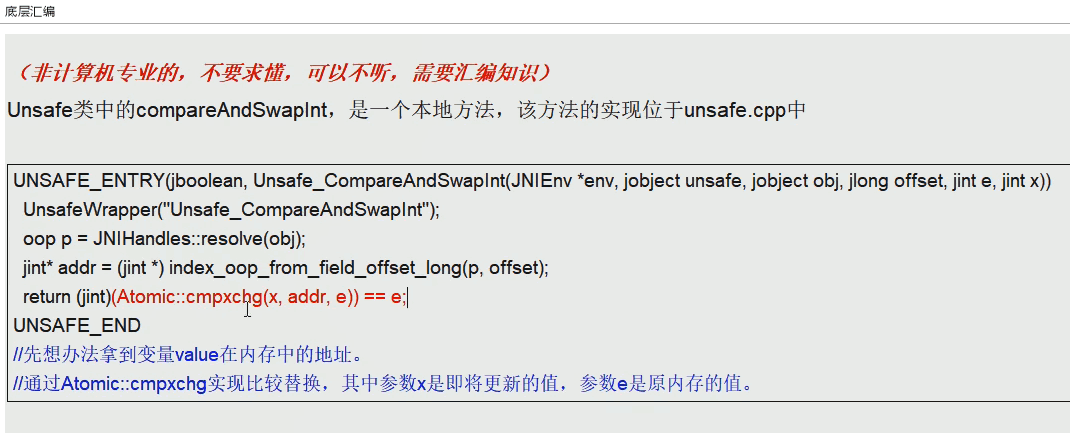 底层汇编
（非计算机专业的，不要求懂，可以不听，需要汇编知识）
Unsafe类中的compareAndSwapInt，是一个本地方法，该方法的实现位于unsafe.cpp中
UNSAFE_ENTRY(jboolean, Unsafe_CompareAndSwapInt(JNIEnv *env, jobject unsafe, jobject obj, jlong offset, jint e, jint x))
UnsafeWrapper("Unsafe_CompareAndSwapInt");
oop p = JNIHandles::resolve(obj);
jint* addr = (jint *) index_oop_from_field_offset_long(p, offset);
return (jint)(Atomic::cmpxchg(x, addr, e)) == e;
UNSAFE_END
//先想办法拿到变量value在内存中的地址。
//通过Atomic::cmpxchg实现比较替换，其中参数x是即将更新的值，参数e是原内存的值。